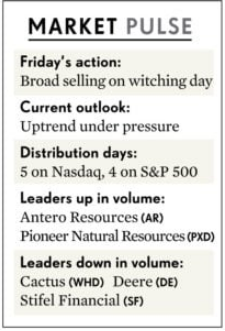 MARKET PULSE
Friday's action:
Broad selling on witching day
Current outlook:
Uptrend under pressure
Distribution days:
5 on Nasdaq, 4 on S&P 500
Leaders up in volume:
Antero Resources (AR)
Pioneer Natural Resources (PXD)
Leaders down in volume:
Cactus (WHD) Deere (DE)
Stifel Financial (SF)